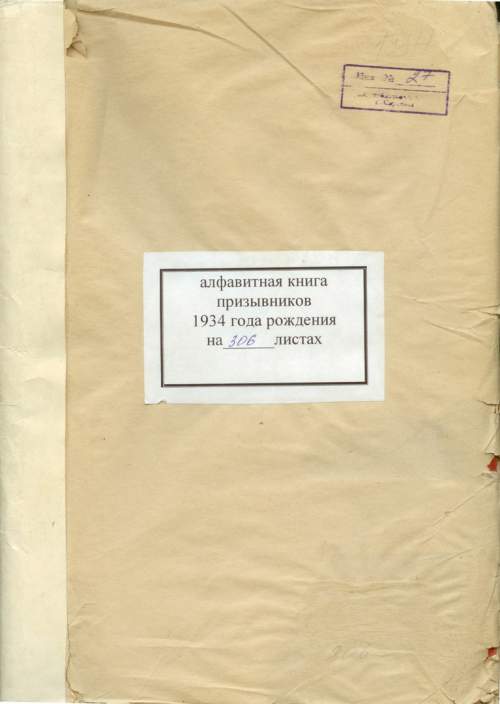 Инв № 27
алфавитная книга
призывников
1934 года рождения
на 306 листах